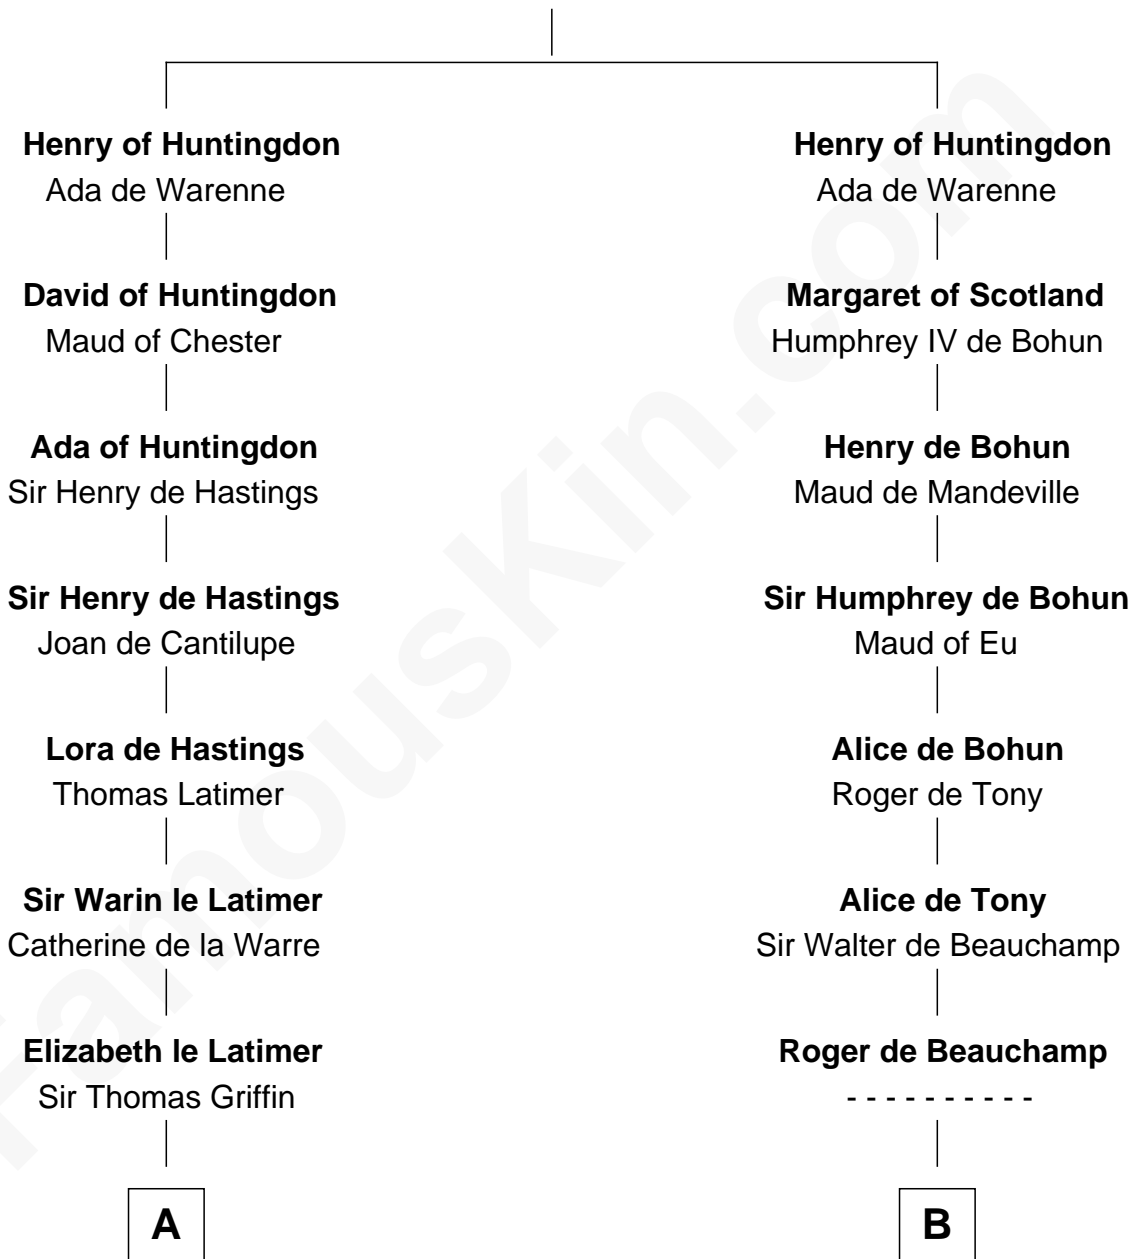 Henry of Huntingdon
Ada de Warenne
David of Huntingdon
Maud of Chester
Ada of Huntingdon
Sir Henry de Hastings
Sir Henry de Hastings
Joan de Cantilupe
Lora de Hastings
Thomas Latimer
Sir Warin le Latimer
Catherine de la Warre
Elizabeth le Latimer
Sir Thomas Griffin
A
Henry of Huntingdon
Ada de Warenne
Margaret of Scotland
Humphrey IV de Bohun
Henry de Bohun
Maud de Mandeville
Sir Humphrey de Bohun
Maud of Eu
Alice de Bohun
Roger de Tony
Alice de Tony
Sir Walter de Beauchamp
Roger de Beauchamp
- - - - - - - - - -
B
FamousKin.com